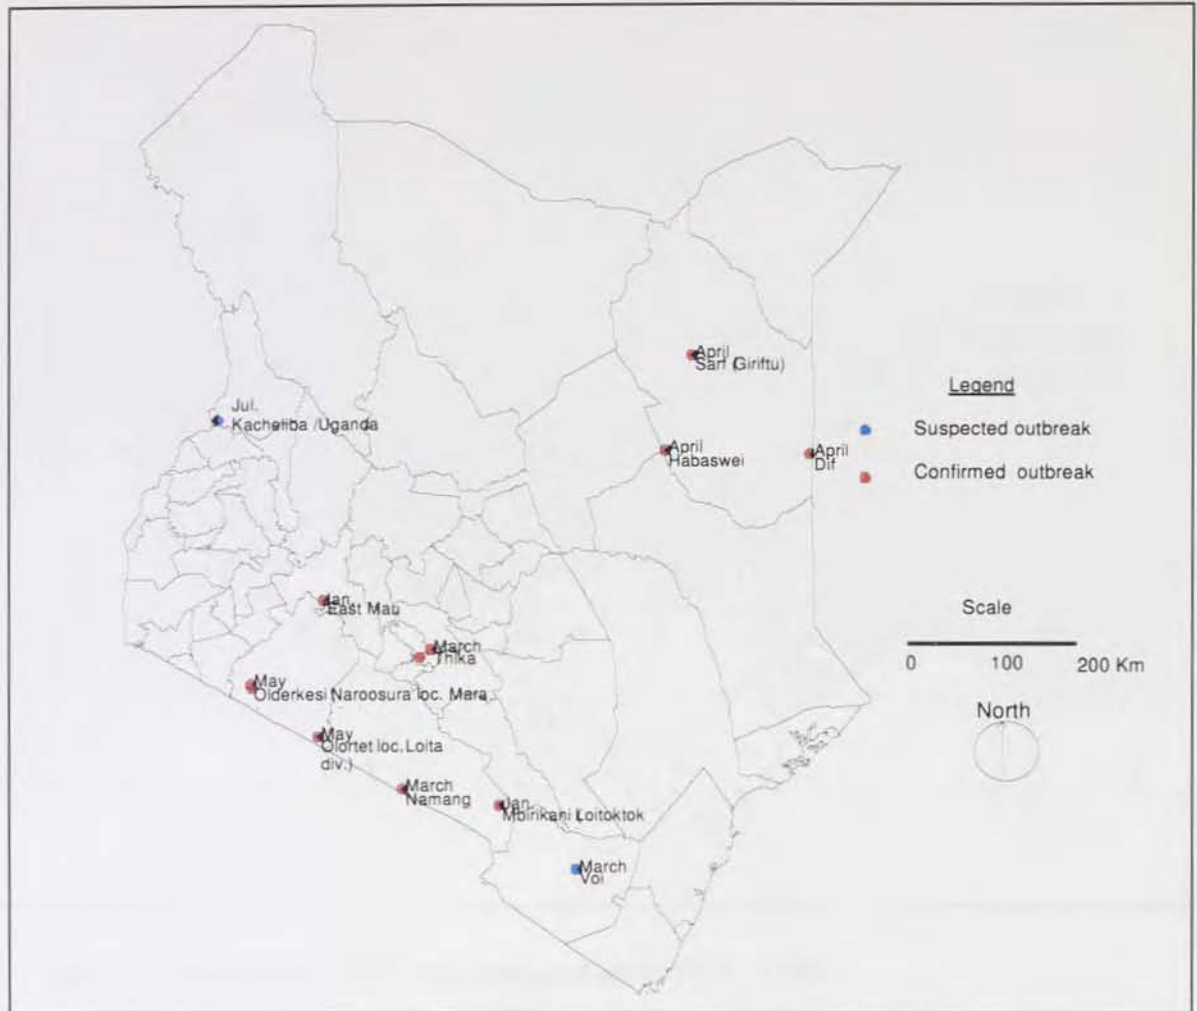 April
Sarf (Giriftu)
Legend
Jul.
Kacheliba /Uganda
Suspected outbreak
April
Habaswei
April
Dif
Confirmed outbreak
Jan.
East Mau
Scale
March
Thika
0 100 200 Km
May
Olderkesi Naroosura loc. Mara
North
May
Olortet loc.Loita
div.)
March
Namang
Jan.
Mbirikani Loitoktok
March
Voi